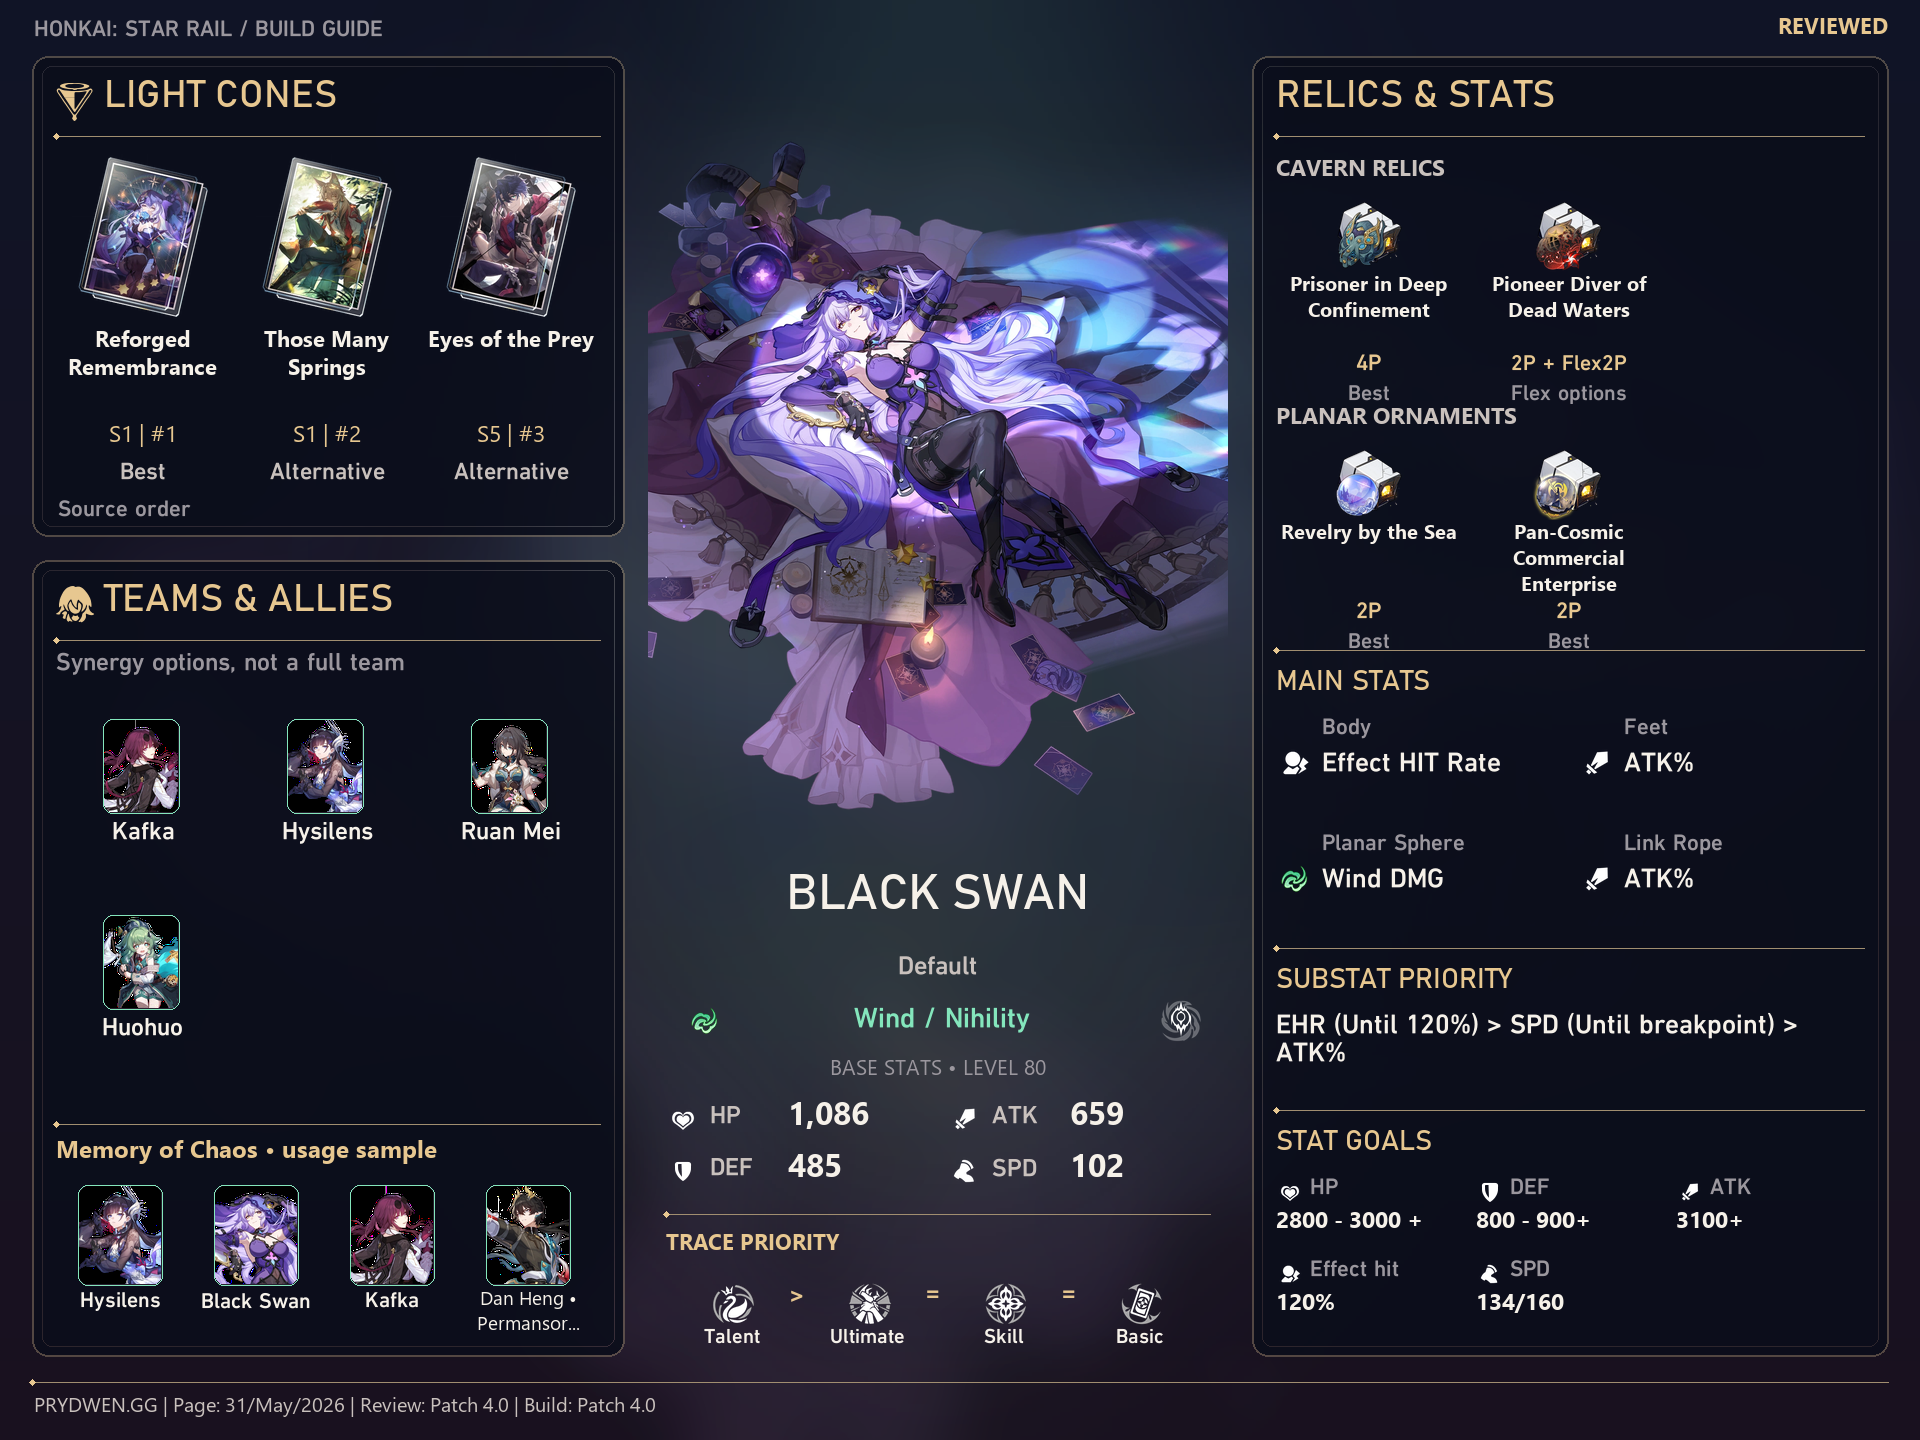 HONKAI: STAR RAIL / BUILD GUIDE
REVIEWED
LIGHT CONES
Reforged Remembrance
Those Many Springs
Eyes of the Prey
S1 | #1
S1 | #2
S5 | #3
Best
Alternative
Alternative
Source order
TEAMS & ALLIES
Synergy options, not a full team
Kafka
Hysilens
Ruan Mei
Huohuo
Memory of Chaos • usage sample
Hysilens
Black Swan
Kafka
Dan Heng •
Permansor...
BLACK SWAN
Default
Wind / Nihility
BASE STATS • LEVEL 80
HP 1,086
ATK 659
DEF 485
SPD 102
TRACE PRIORITY
Talent > Ultimate = Skill = Basic
RELICS & STATS
CAVERN RELICS
Prisoner in Deep
Confinement
4P
Best
Pioneer Diver of
Dead Waters
2P + Flex2P
Flex options
PLANAR ORNAMENTS
Revelry by the Sea
2P
Best
Pan-Cosmic
Commercial
Enterprise
2P
Best
MAIN STATS
Body
Effect HIT Rate
Feet
ATK%
Planar Sphere
Wind DMG
Link Rope
ATK%
SUBSTAT PRIORITY
EHR (Until 120%) > SPD (Until breakpoint) >
ATK%
STAT GOALS
HP
2800 - 3000 +
DEF
800 - 900+
ATK
3100+
Effect hit
120%
SPD
134/160
PRYDWEN.GG | Page: 31/May/2026 | Review: Patch 4.0 | Build: Patch 4.0